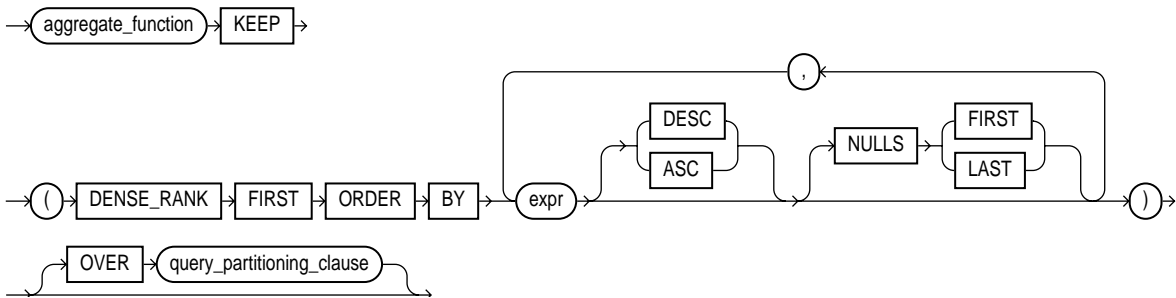 aggregate_function KEEP
,
DESC FIRST
NULLS
ASC LAST
( DENSE_RANK FIRST ORDER BY expr )
OVER query_partitioning_clause